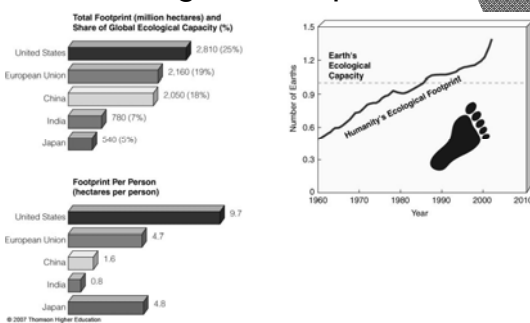 Total Footprint (million hectares) and
Share of Global Ecological Capacity (%)
United States 2,810 (25%)
European Union 2,160 (19%)
China 2,050 (18%)
India 780 (7%)
Japan 540 (5%)
Footprint Per Person
(hectares per person)
United States 9.7
European Union 4.7
China 1.6
India 0.8
Japan 4.8
© 2007 Thomson Higher Education
Number of Earths
1.5
1.2
0.9
0.6
0.3
0
Earth's
Ecological
Capacity
Humanity's Ecological Footprint
1960 1970 1980 1990 2000 2010
Year